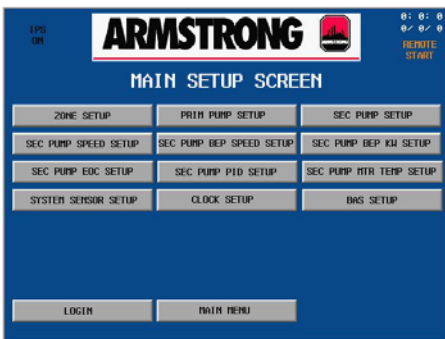 IPS
ON
ARMSTRONG
0: 0: 0
0/ 0/ 0
REMOTE
START
MAIN SETUP SCREEN
ZONE SETUP
PRIM PUMP SETUP
SEC PUMP SETUP
SEC PUMP SPEED SETUP
SEC PUMP BEP SPEED SETUP
SEC PUMP BEP KW SETUP
SEC PUMP EOC SETUP
SEC PUMP PID SETUP
SEC PUMP MTR TEMP SETUP
SYSTEM SENSOR SETUP
CLOCK SETUP
BAS SETUP
LOGIN
MAIN MENU